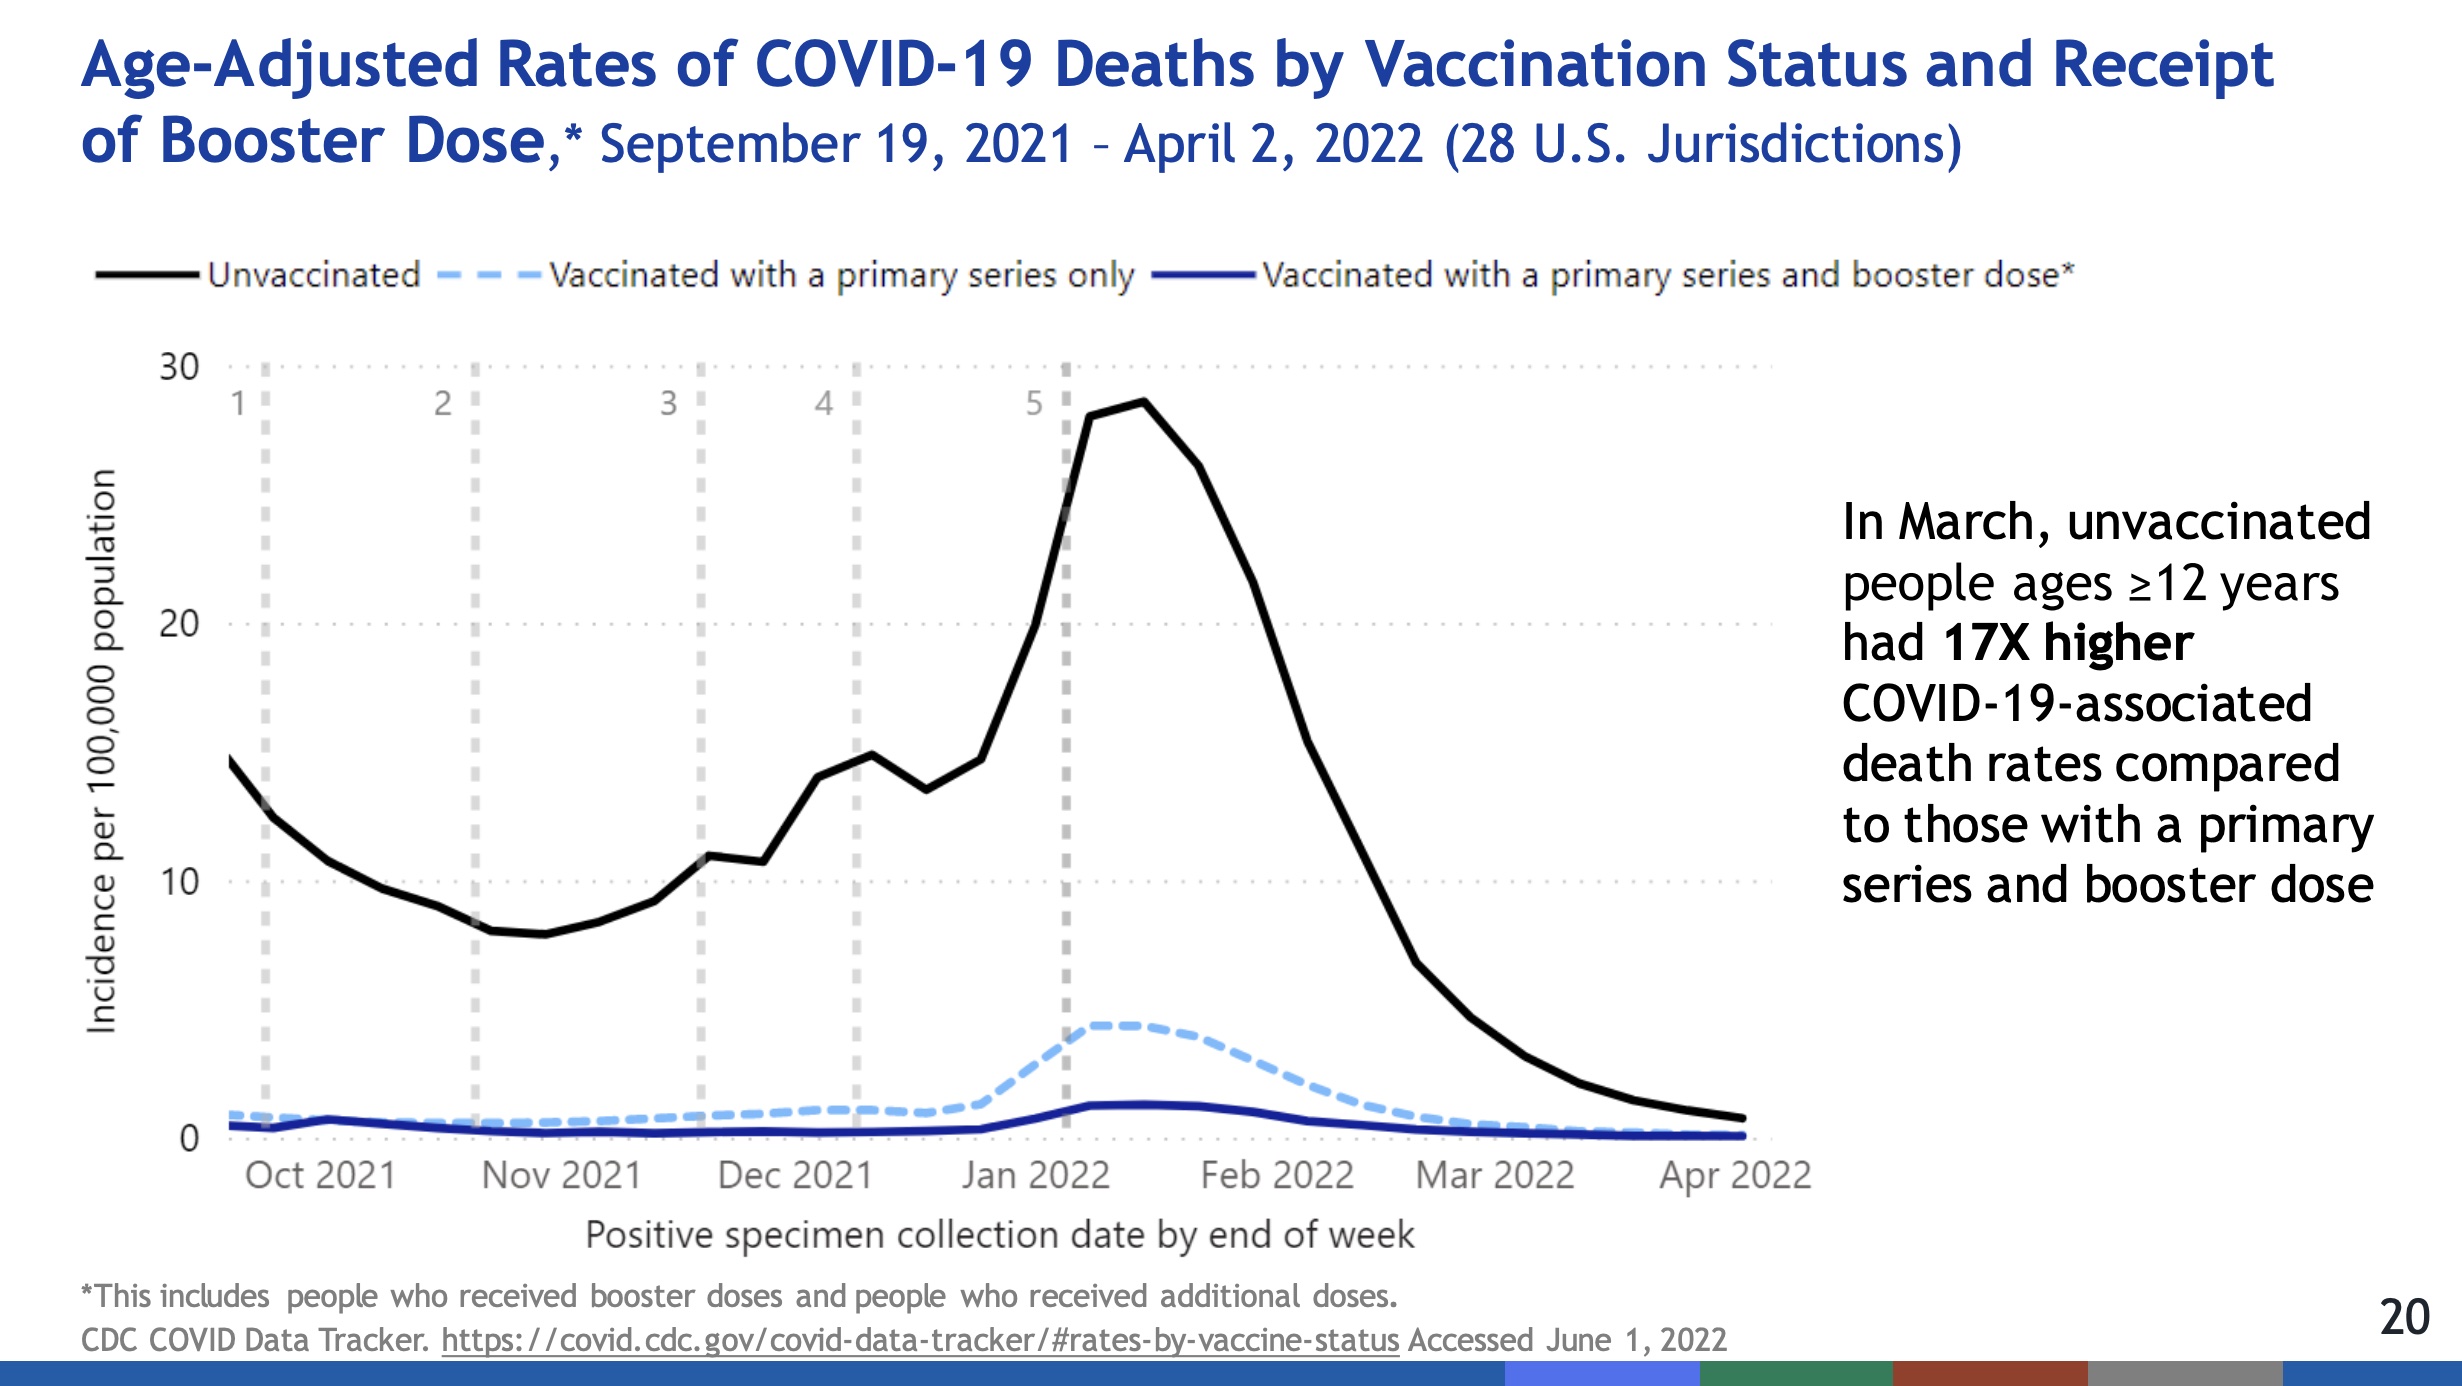 Age-Adjusted Rates of COVID-19 Deaths by Vaccination Status and Receipt
of Booster Dose,* September 19, 2021 – April 2, 2022 (28 U.S. Jurisdictions)
Unvaccinated Vaccinated with a primary series only Vaccinated with a primary series and booster dose*
30
1 2 3 4 5
20
10
0
Incidence per 100,000 population
Oct 2021 Nov 2021 Dec 2021 Jan 2022 Feb 2022 Mar 2022 Apr 2022
Positive specimen collection date by end of week
In March, unvaccinated
people ages ≥12 years
had 17X higher
COVID-19-associated
death rates compared
to those with a primary
series and booster dose
*This includes people who received booster doses and people who received additional doses.
CDC COVID Data Tracker. https://covid.cdc.gov/covid-data-tracker/#rates-by-vaccine-status Accessed June 1, 2022
20